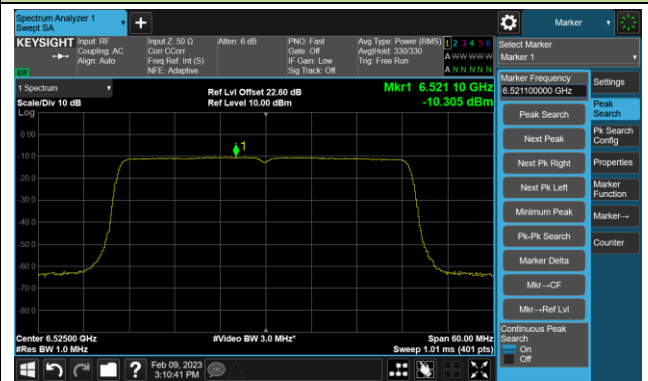 Spectrum Analyzer 1
Swept SA
Marker
KEYSIGHT
Input: RF
Coupling: AC
Align: Auto
Input Z: 50 Ω
Corr CCorr
Freq Ref: Int (S)
NFE: Adaptive
Atten: 6 dB
PNO: Fast
Gate: Off
IF Gain: Low
Sig Track: Off
Avg Type: Power (RMS)
Avg|Hold: 330/330
Trig: Free Run
1 2 3 4 5 6
A W W W W W
A N N N N N
Select Marker
Marker 1
1 Spectrum
Scale/Div 10 dB
Log
Ref Lvl Offset 22.60 dB
Ref Level 10.00 dBm
Mkr1 6.521 10 GHz
-10.305 dBm
1
0.00
-10.0
-20.0
-30.0
-40.0
-50.0
-60.0
-70.0
-80.0
Center 6.52500 GHz
#Res BW 1.0 MHz
#Video BW 3.0 MHz*
Span 60.00 MHz
Sweep 1.01 ms (401 pts)
Feb 09, 2023
3:10:41 PM
Marker Frequency
6.521100000 GHz
Peak Search
Next Peak
Next Pk Right
Next Pk Left
Minimum Peak
Pk-Pk Search
Marker Delta
Mkr→CF
Mkr→Ref Lvl
Continuous Peak
Search
On
Off
Settings
Peak
Search
Pk Search
Config
Properties
Marker
Function
Marker→
Counter